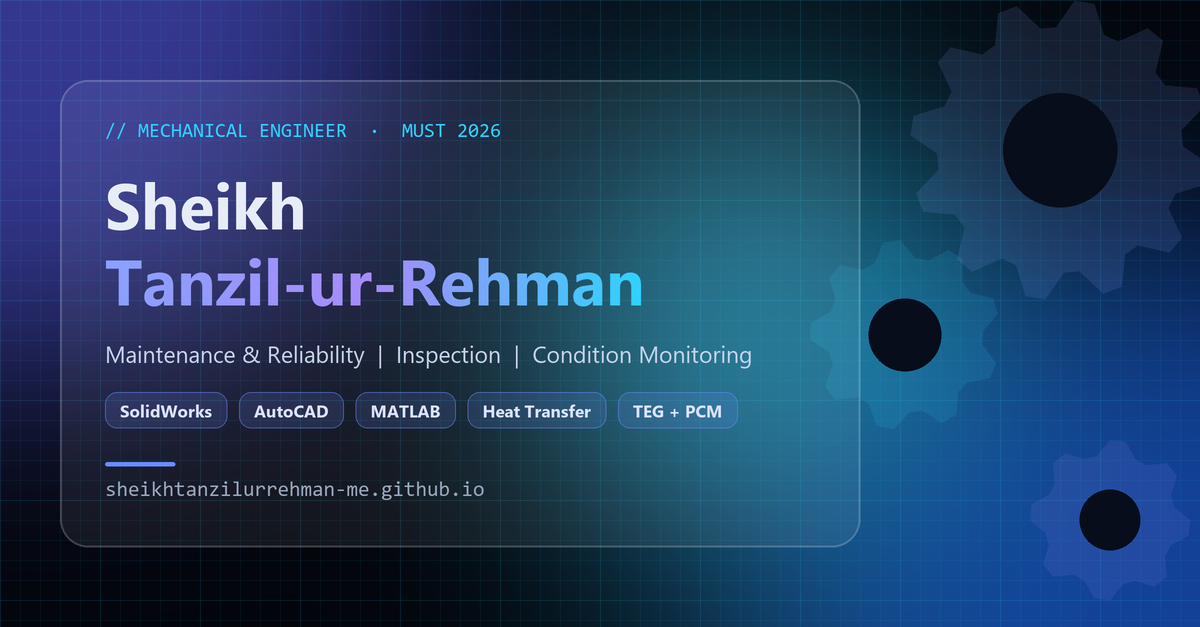 // MECHANICAL ENGINEER · MUST 2026
Sheikh
Tanzil-ur-Rehman
Maintenance & Reliability | Inspection | Condition Monitoring
SolidWorks AutoCAD MATLAB Heat Transfer TEG + PCM
sheikhtanzilurrehman-me.github.io